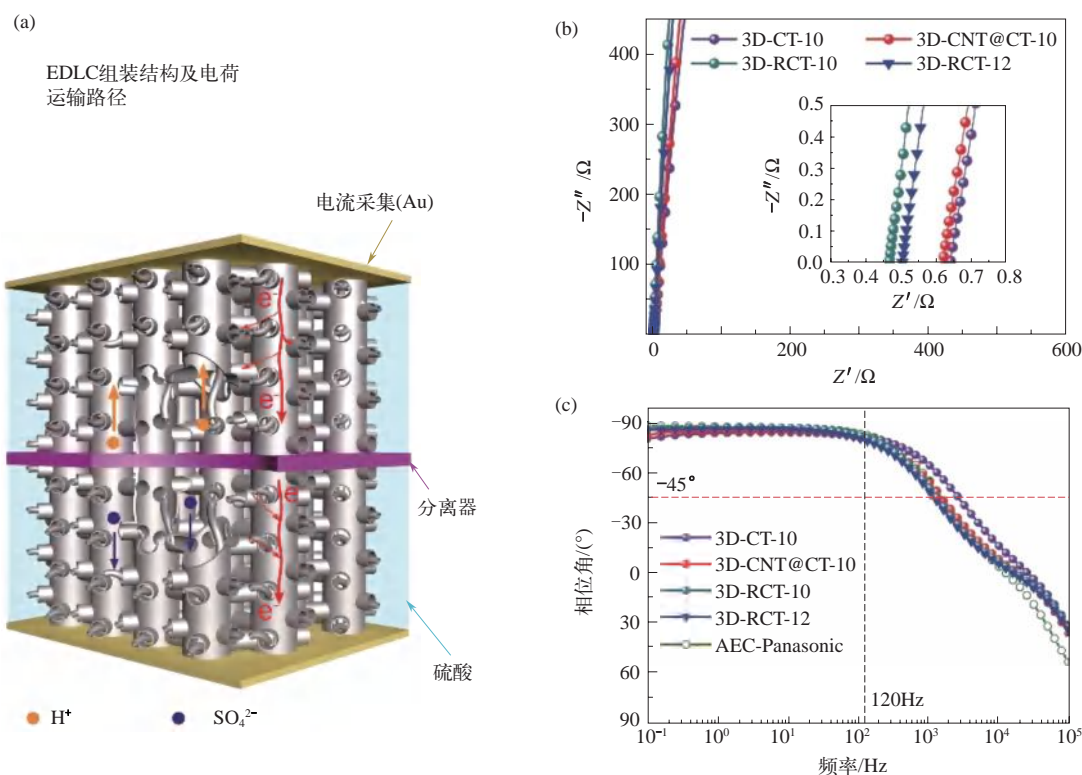 (a)
EDLC组装结构及电荷
运输路径
电流采集(Au)
e⁻
e⁻
分离器
e⁻
e⁻
硫酸
H⁺
SO₄²⁻
(b)
400
300
200
100
0
200
400
600
-Z″/Ω
Z′/Ω
3D-CT-10
3D-CNT@CT-10
3D-RCT-10
3D-RCT-12
0.5
0.4
0.3
0.2
0.1
0.0
0.3 0.4 0.5 0.6 0.7 0.8
-Z″/Ω
Z′/Ω
(c)
−90
−60
−30
0
30
60
90
−45°
相位角/(°)
3D-CT-10
3D-CNT@CT-10
3D-RCT-10
3D-RCT-12
AEC-Panasonic
120Hz
10⁻¹ 10⁰ 10¹ 10² 10³ 10⁴ 10⁵
频率/Hz